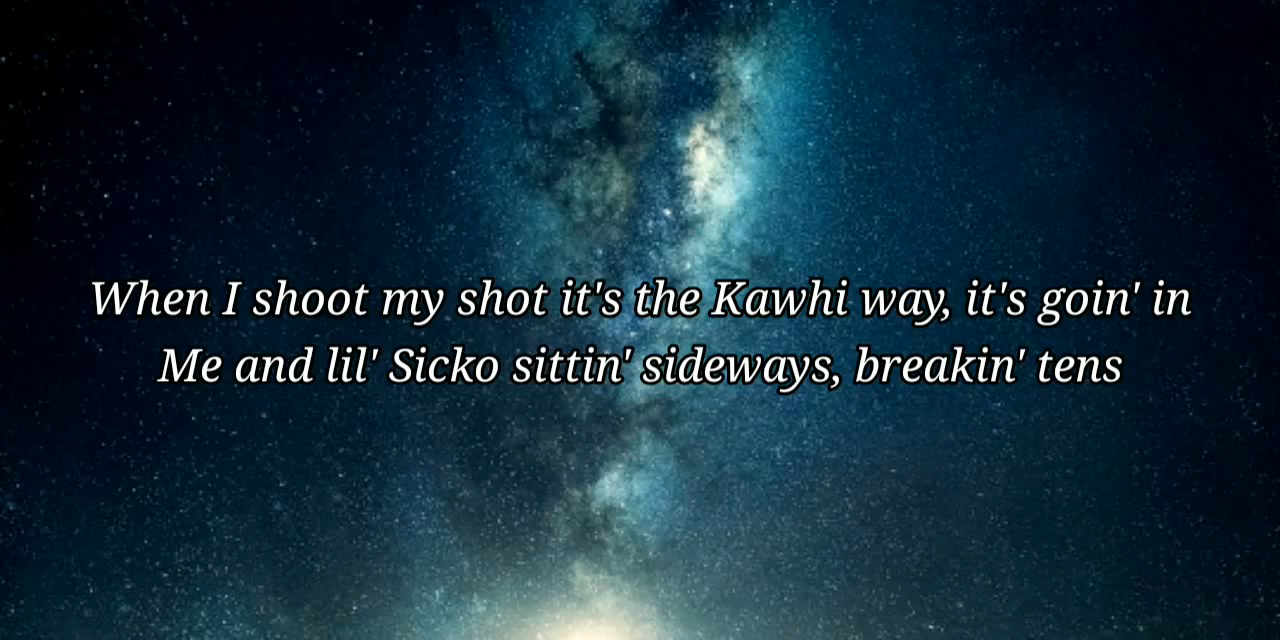 When I shoot my shot it's the Kawhi way, it's goin' in
Me and lil' Sicko sittin' sideways, breakin' tens